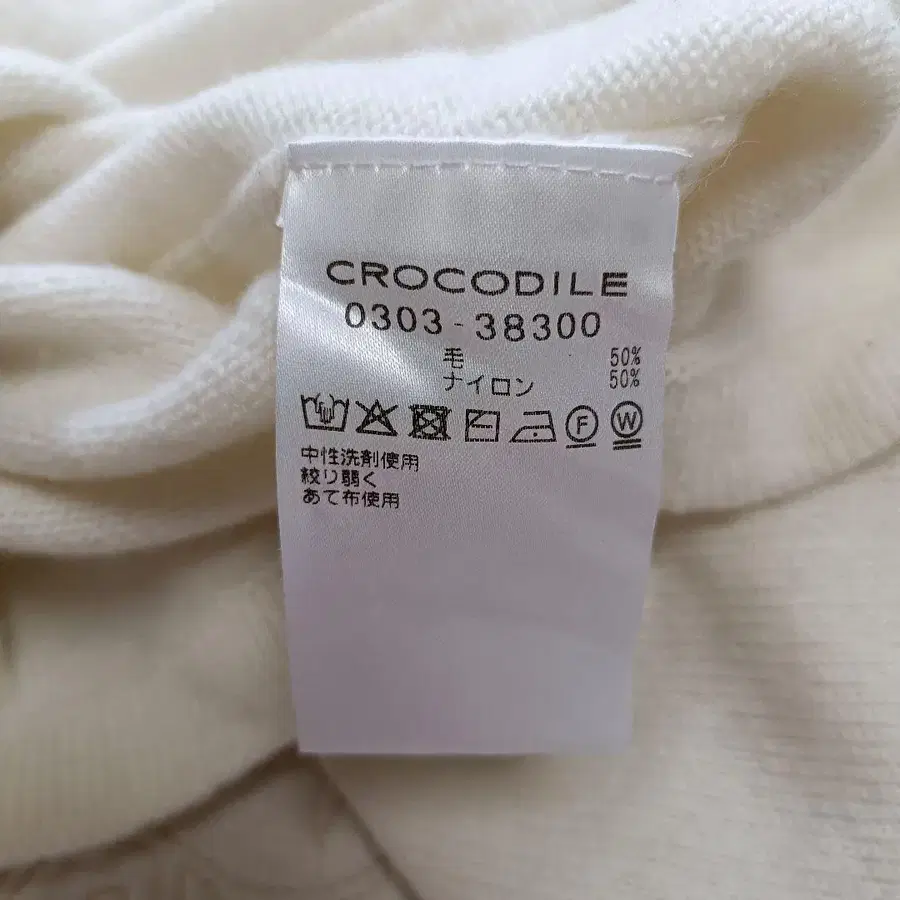 CROCODILE
0303-38300
毛 50%
ナイロン 50%
F W
中性洗剤使用
絞り弱く
あて布使用